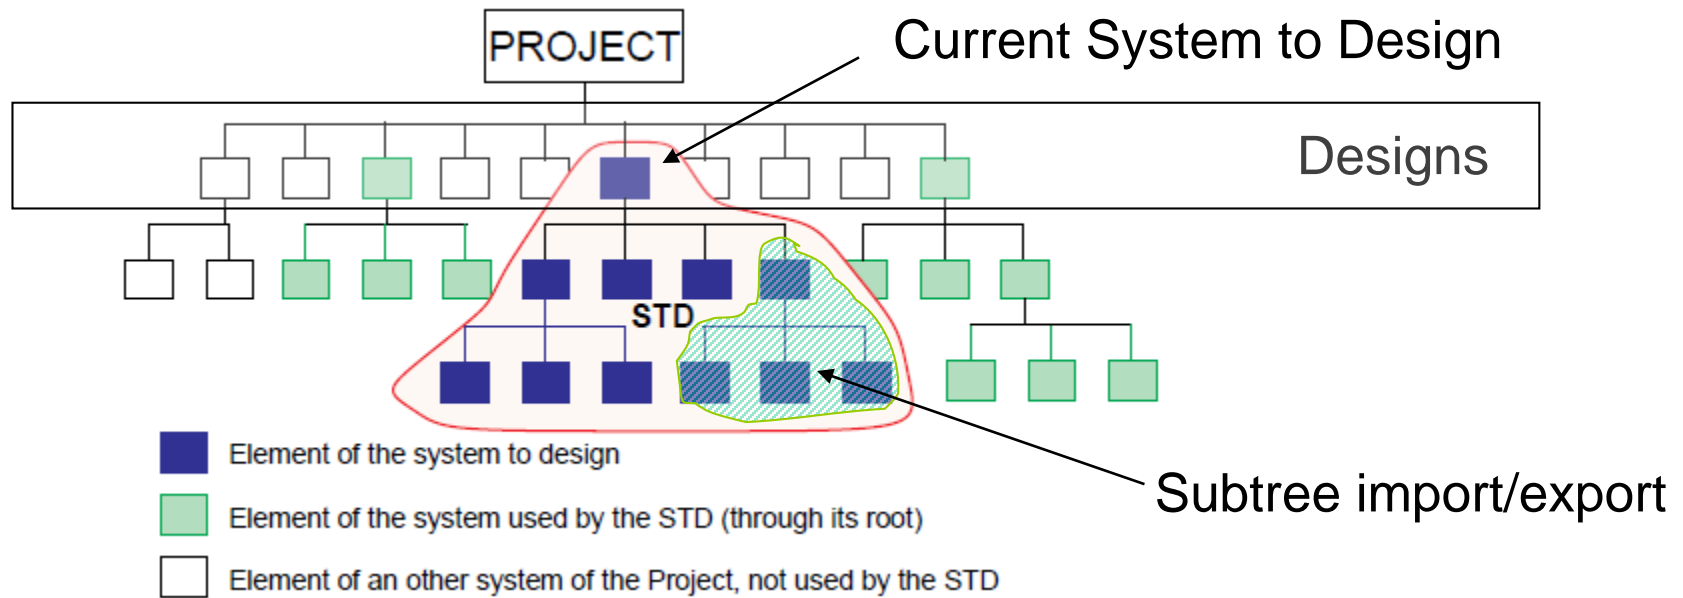 PROJECT
Current System to Design
Designs
STD
Subtree import/export
Element of the system to design
Element of the system used by the STD (through its root)
Element of an other system of the Project, not used by the STD